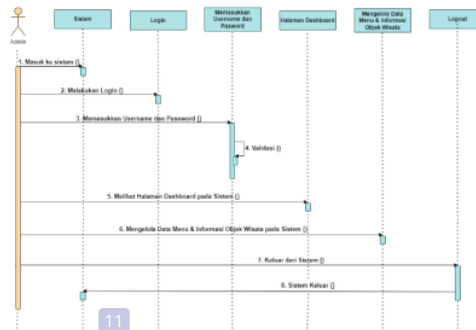 Sistem
Login
Memasukkan
Username dan
Pasword
Halaman Dashboard
Mengelola Data
Menu & Informasi
Objek Wisata
Logout
Admin
1. Masuk ke sistem ()
2. Melakukan Login ()
3. Memasukkan Username dan Password ()
4. Validasi ()
5. Melihat Halaman Dashboard pada Sistem ()
6. Mengelola Data Menu & Informasi Objek Wisata pada Sistem ()
7. Keluar dari Sistem ()
8. Sistem Keluar ()
11